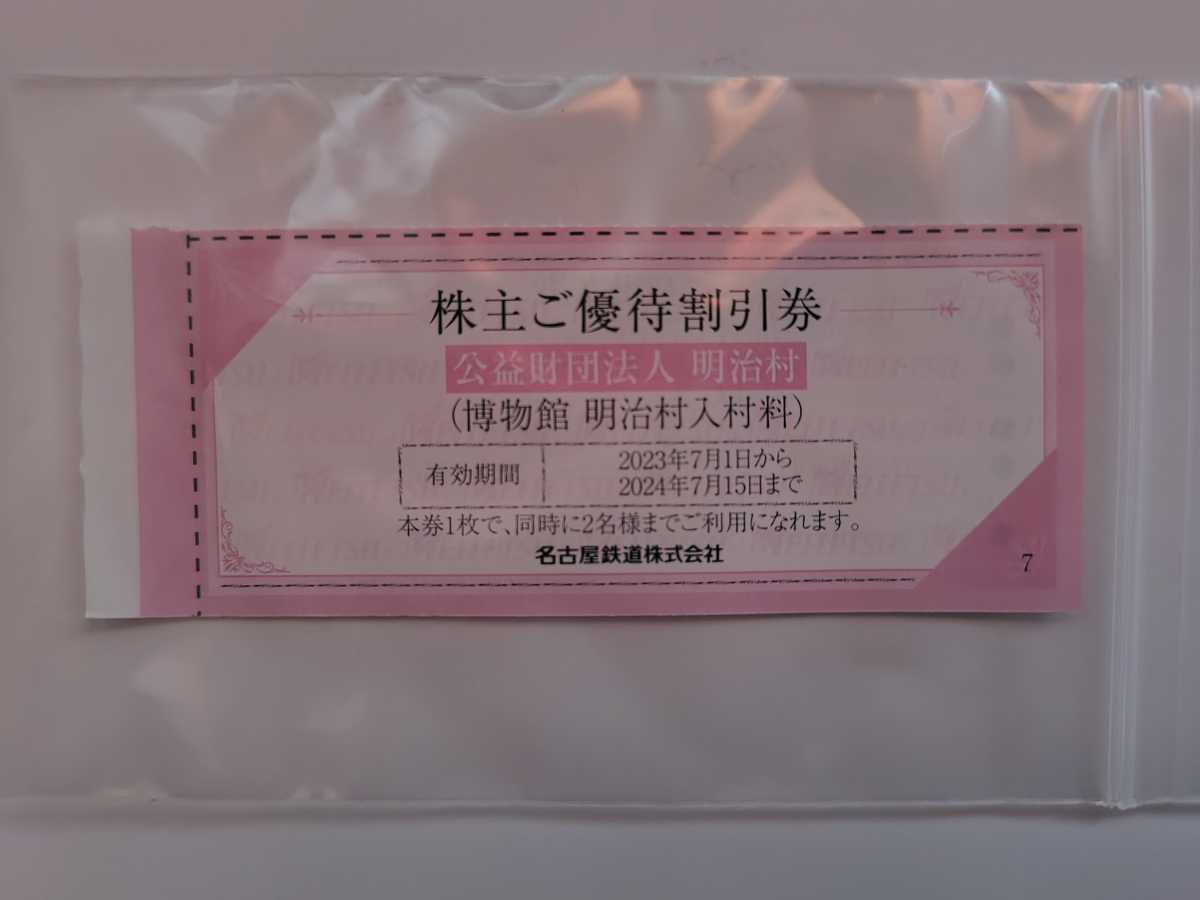 株主ご優待割引券
公益財団法人 明治村
(博物館 明治村入村料)
有効期間
2023年7月1日から
2024年7月15日まで
本券1枚で、同時に2名様までご利用になれます。
名古屋鉄道株式会社
7